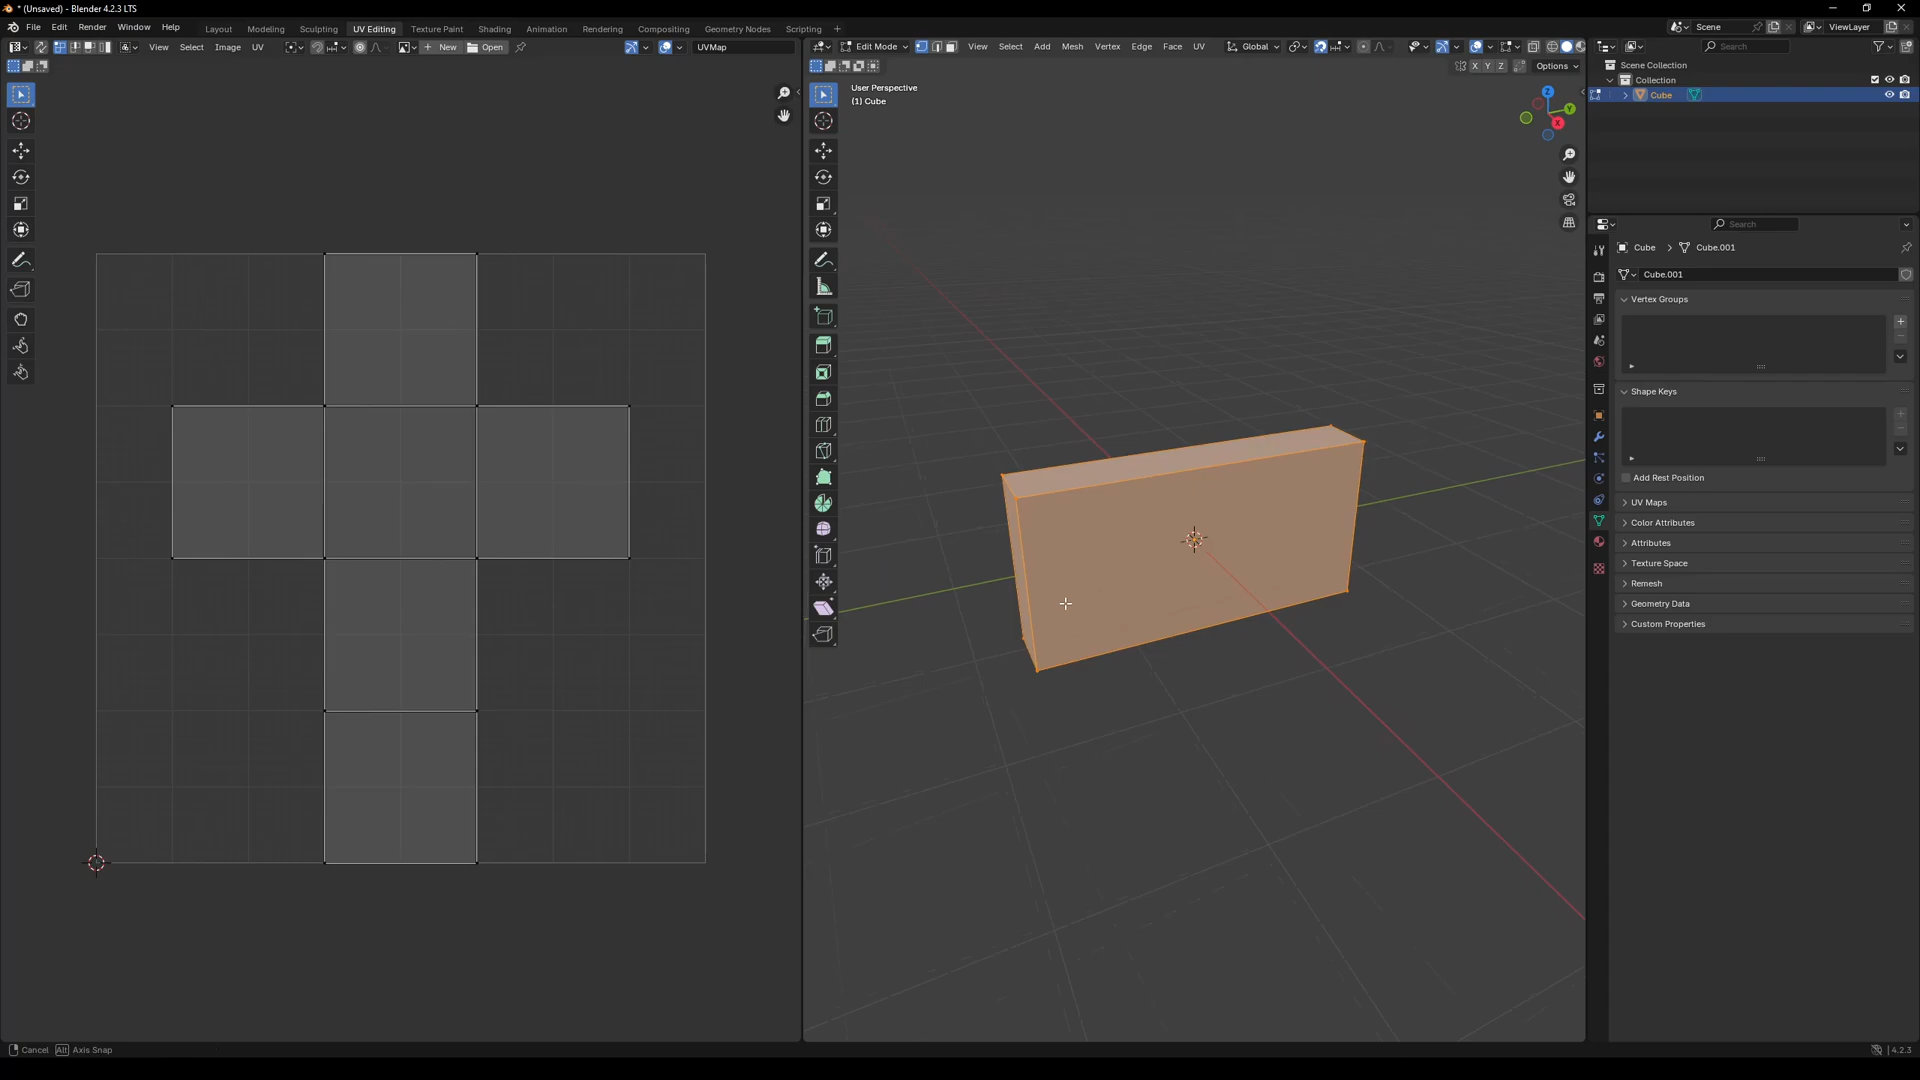 * (Unsaved) - Blender 4.2.3 LTS
File Edit Render Window Help Layout Modeling Sculpting UV Editing Texture Paint Shading Animation Rendering Compositing Geometry Nodes Scripting + Scene ViewLayer
View Select Image UV New Open UVMap Edit Mode View Select Add Mesh Vertex Edge Face UV Global Search
X Y Z Options
Scene Collection
Collection
Cube
User Perspective
(1) Cube
Z
Y
X
Search
Cube Cube.001
Cube.001
Vertex Groups
Shape Keys
Add Rest Position
UV Maps
Color Attributes
Attributes
Texture Space
Remesh
Geometry Data
Custom Properties
Cancel Alt Axis Snap 4.2.3